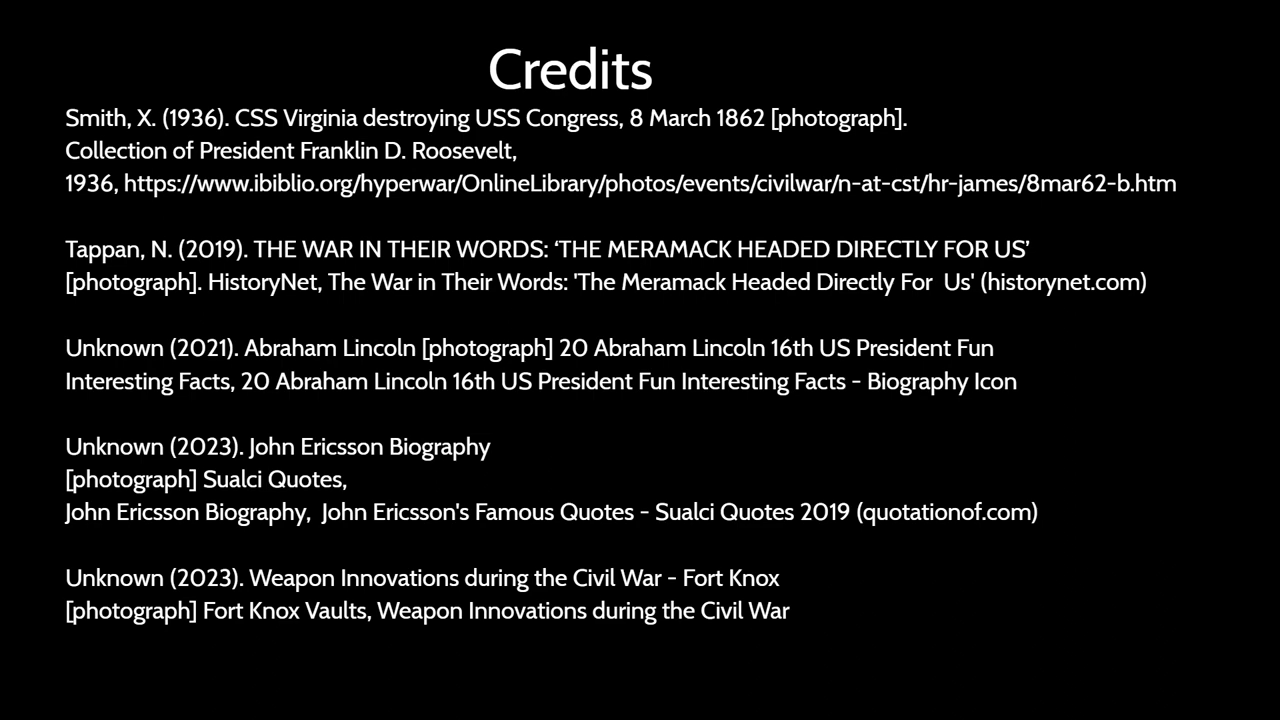 Credits
Smith, X. (1936). CSS Virginia destroying USS Congress, 8 March 1862 [photograph].
Collection of President Franklin D. Roosevelt,
1936, https://www.ibiblio.org/hyperwar/OnlineLibrary/photos/events/civilwar/n-at-cst/hr-james/8mar62-b.htm
Tappan, N. (2019). THE WAR IN THEIR WORDS: ‘THE MERAMACK HEADED DIRECTLY FOR US’
[photograph]. HistoryNet, The War in Their Words: 'The Meramack Headed Directly For  Us' (historynet.com)
Unknown (2021). Abraham Lincoln [photograph] 20 Abraham Lincoln 16th US President Fun
Interesting Facts, 20 Abraham Lincoln 16th US President Fun Interesting Facts - Biography Icon
Unknown (2023). John Ericsson Biography
[photograph] Sualci Quotes,
John Ericsson Biography,  John Ericsson's Famous Quotes - Sualci Quotes 2019 (quotationof.com)
Unknown (2023). Weapon Innovations during the Civil War - Fort Knox
[photograph] Fort Knox Vaults, Weapon Innovations during the Civil War